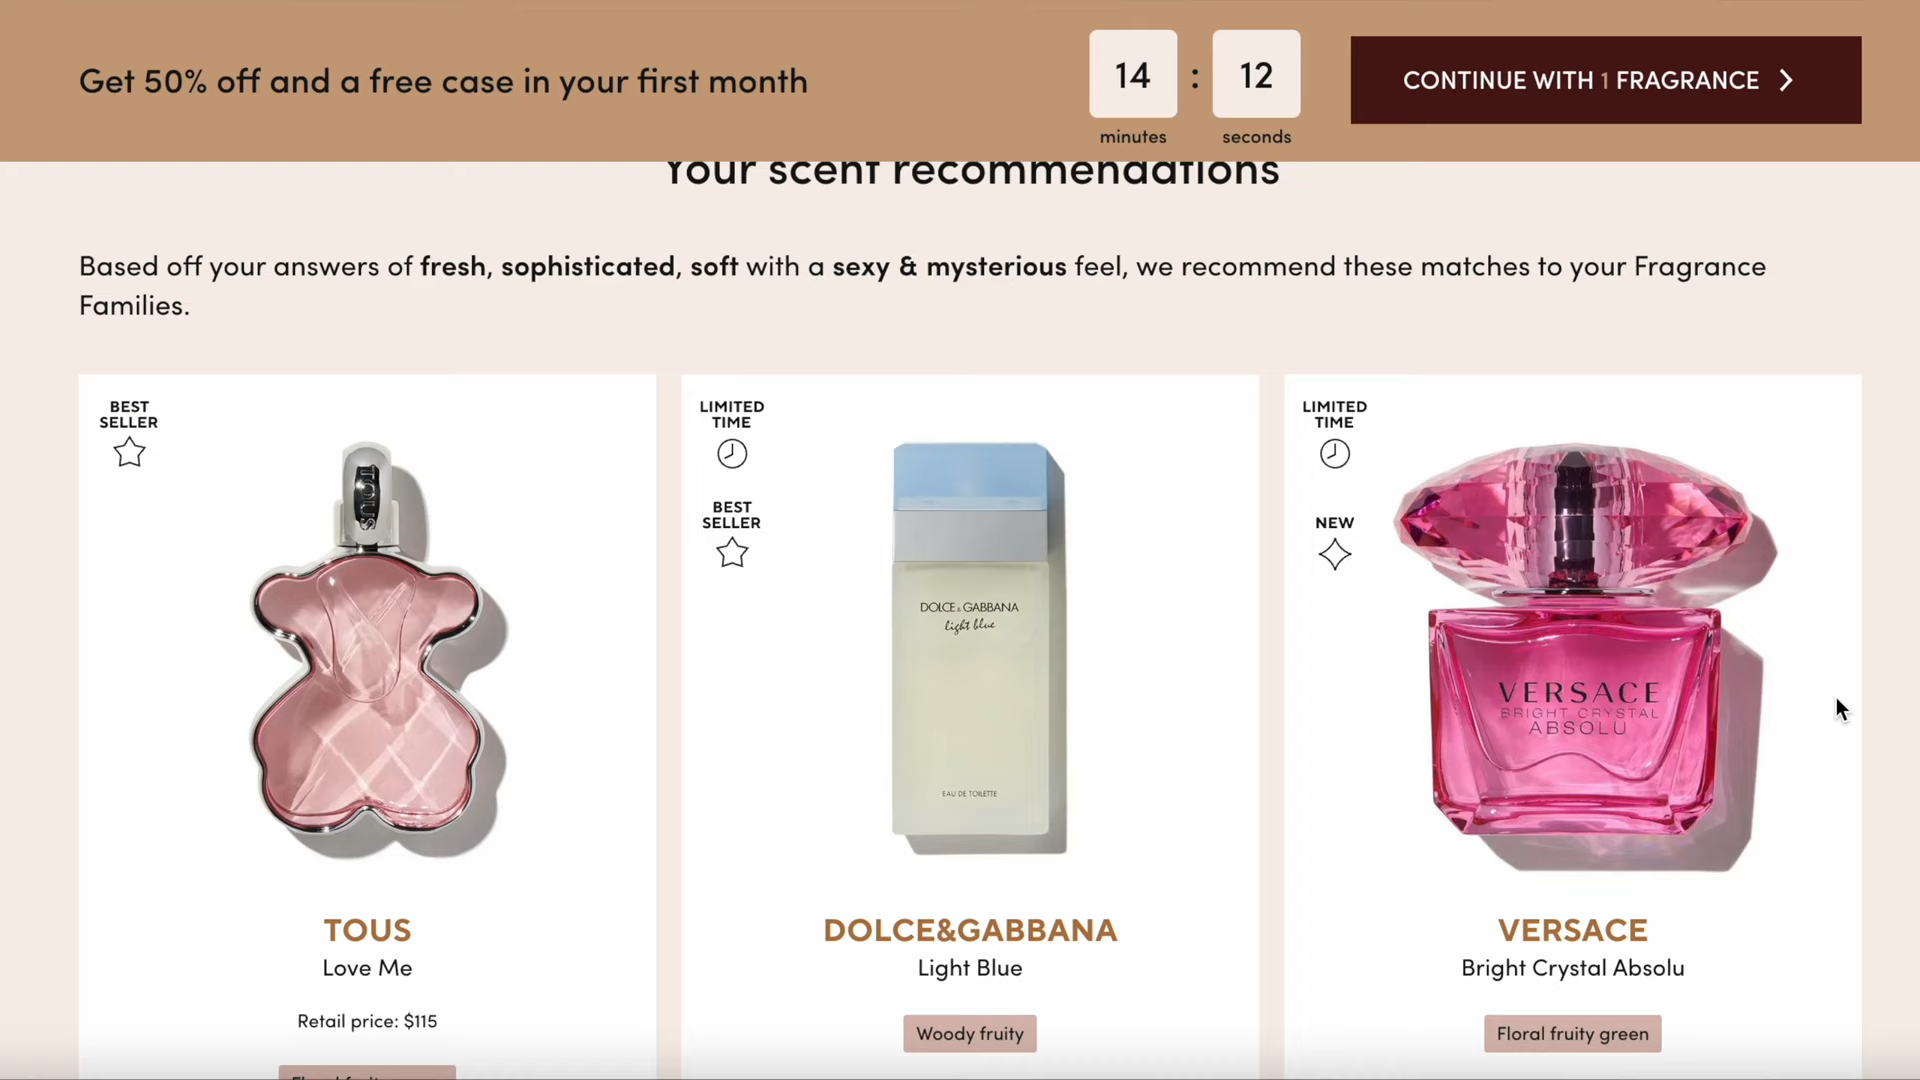 Get 50% off and a free case in your first month
14 : 12
minutes seconds
CONTINUE WITH 1 FRAGRANCE
Your scent recommendations
Based off your answers of fresh, sophisticated, soft with a sexy & mysterious feel, we recommend these matches to your Fragrance
Families.
BEST
SELLER
TOUS
TOUS
Love Me
Retail price: $115
LIMITED
TIME
BEST
SELLER
DOLCE & GABBANA
light blue
EAU DE TOILETTE
DOLCE&GABBANA
Light Blue
Woody fruity
LIMITED
TIME
NEW
VERSACE
BRIGHT CRYSTAL
ABSOLU
VERSACE
Bright Crystal Absolu
Floral fruity green